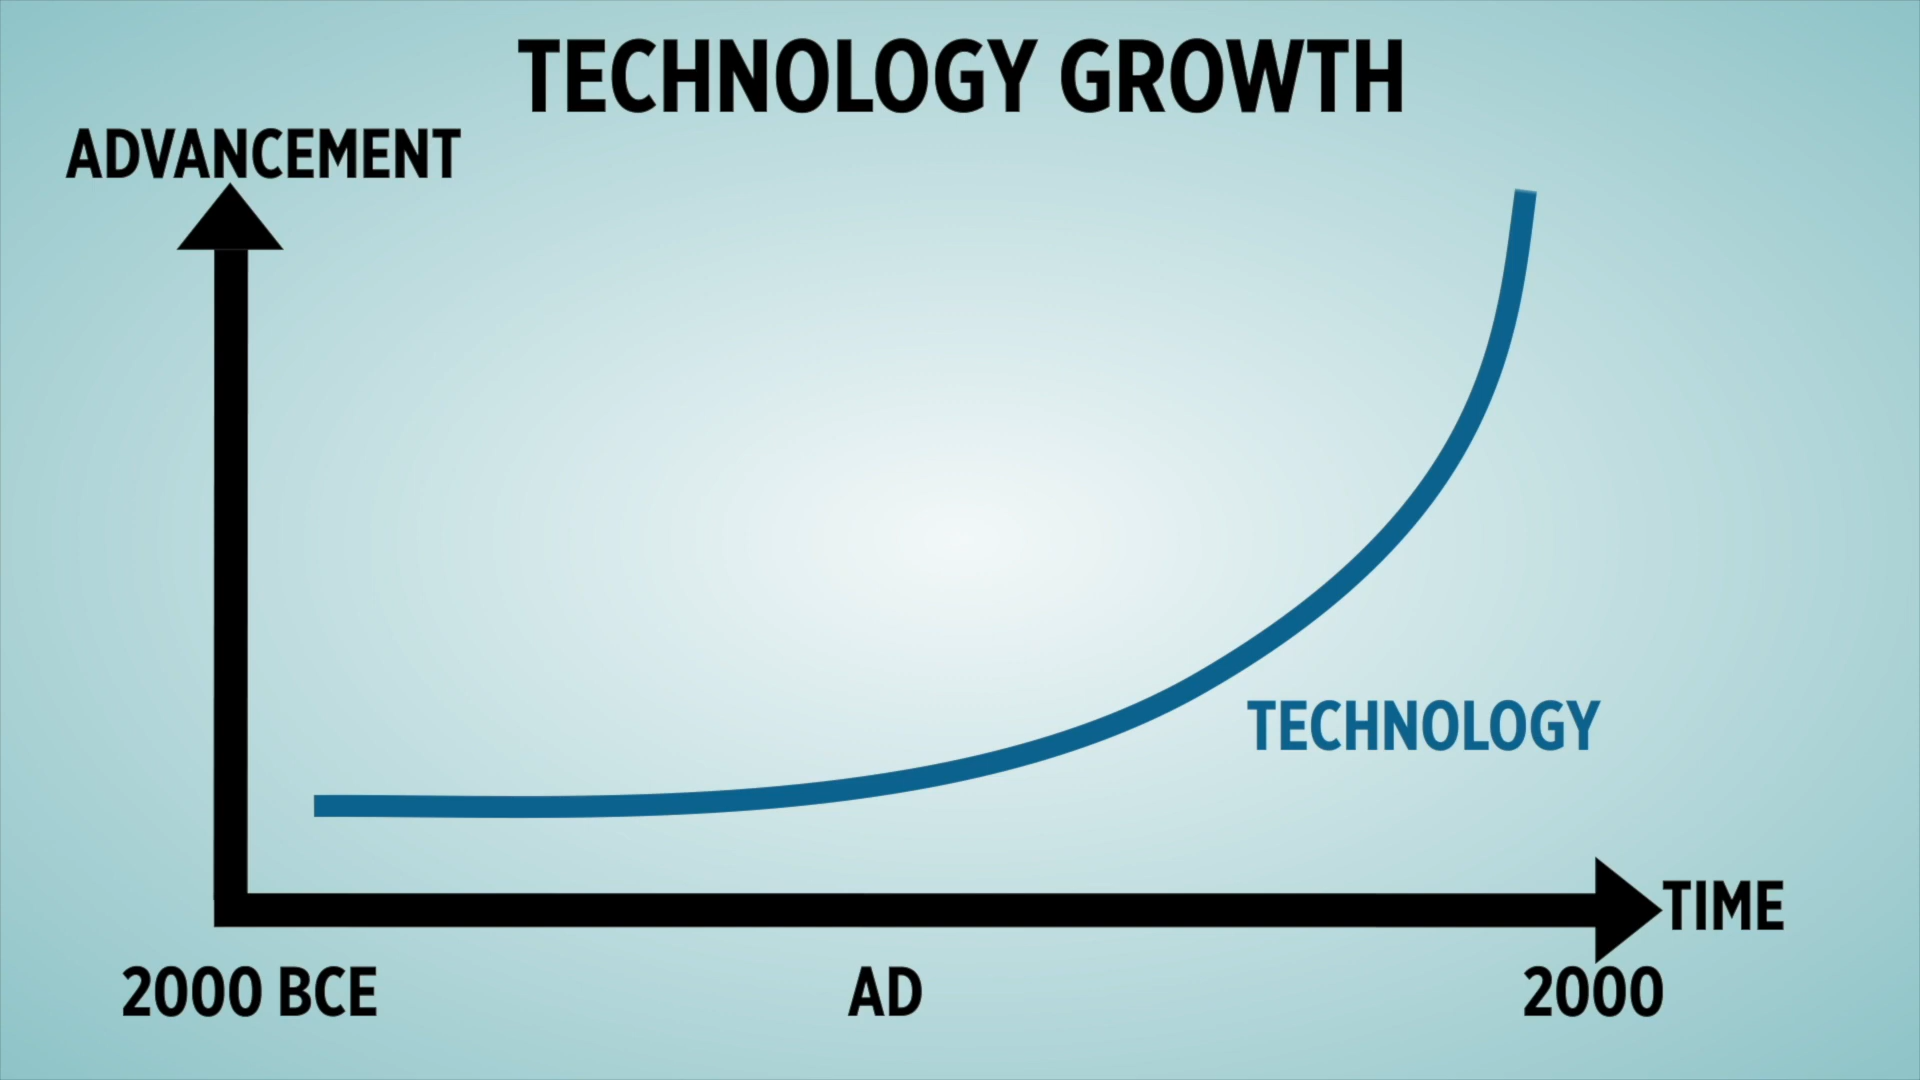 TECHNOLOGY GROWTH
ADVANCEMENT
TECHNOLOGY
TIME
2000 BCE
AD
2000